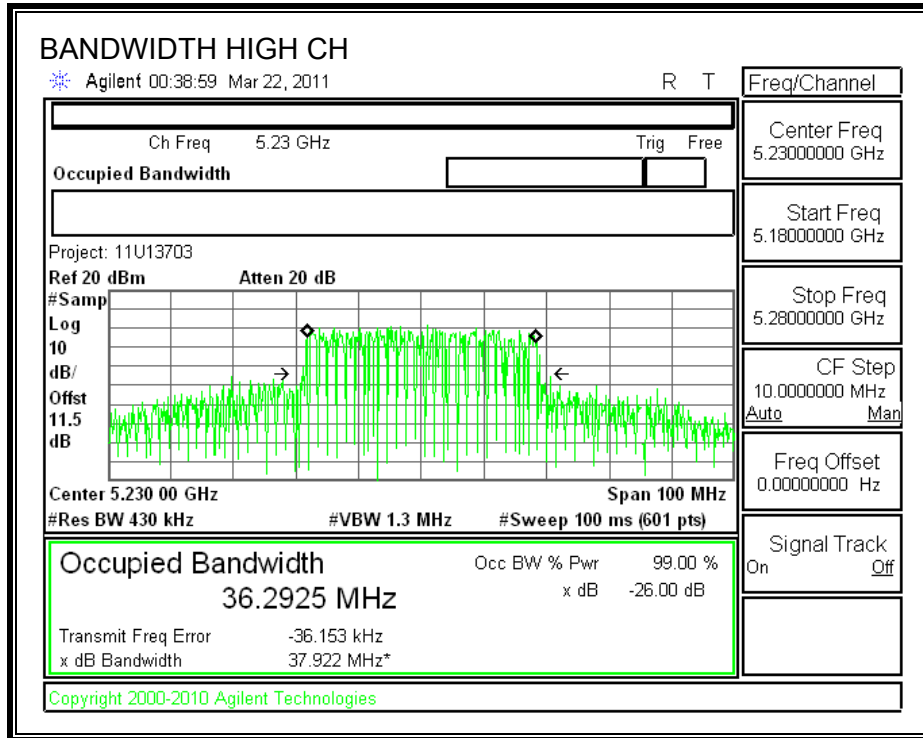 BANDWIDTH HIGH CH
Agilent 00:38:59 Mar 22, 2011 R T
Freq/Channel
Ch Freq 5.23 GHz Trig Free
Occupied Bandwidth
Center Freq
5.23000000 GHz
Start Freq
5.18000000 GHz
Stop Freq
5.28000000 GHz
CF Step
10.0000000 MHz
Auto Man
Freq Offset
0.00000000 Hz
Signal Track
On Off
Project: 11U13703
Ref 20 dBm Atten 20 dB
#Samp
Log
10
dB/
Offst
11.5
dB
Center 5.230 00 GHz Span 100 MHz
#Res BW 430 kHz #VBW 1.3 MHz #Sweep 100 ms (601 pts)
Occupied Bandwidth Occ BW % Pwr 99.00 %
36.2925 MHz x dB -26.00 dB
Transmit Freq Error -36.153 kHz
x dB Bandwidth 37.922 MHz*
Copyright 2000-2010 Agilent Technologies